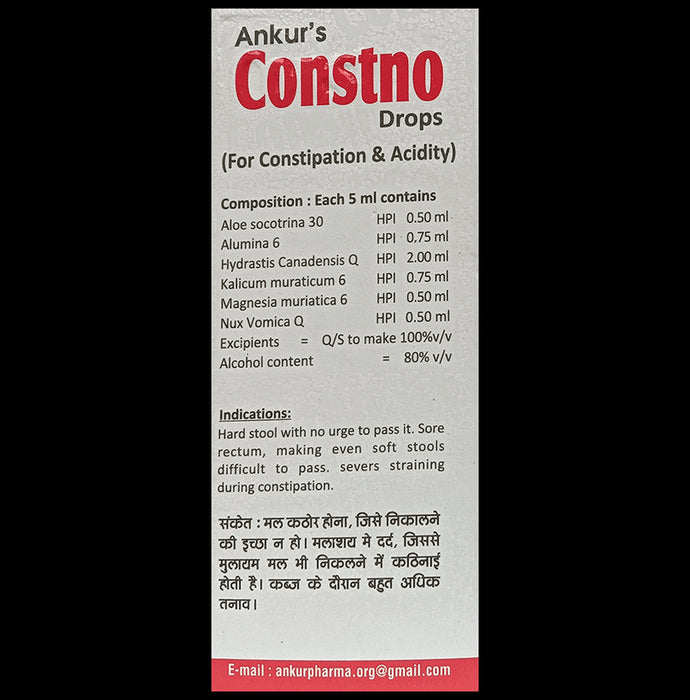 Ankur's
Constno
Drops
(For Constipation & Acidity)
Composition : Each 5 ml contains
Aloe socotrina 30 HPI 0.50 ml
Alumina 6 HPI 0.75 ml
Hydrastis Canadensis Q HPI 2.00 ml
Kalicum muraticum 6 HPI 0.75 ml
Magnesia muriatica 6 HPI 0.50 ml
Nux Vomica Q HPI 0.50 ml
Excipients = Q/S to make 100%v/v
Alcohol content = 80% v/v
Indications:
Hard stool with no urge to pass it. Sore
rectum, making even soft stools
difficult to pass. severs straining
during constipation.
संकेत : मल कठोर होना, जिसे निकालने
की इच्छा न हो। मलाशय मे दर्द, जिससे
मुलायम मल भी निकलने में कठिनाई
होती है। कब्ज के दौरान बहुत अधिक
तनाव।
E-mail : ankurpharma.org@gmail.com